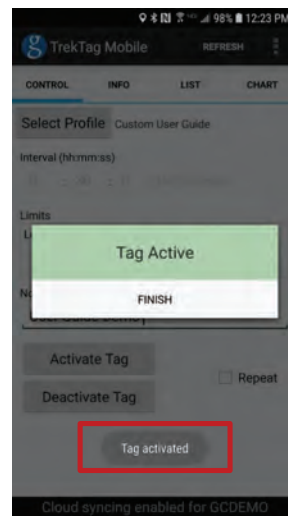 98% 12:23 PM
TrekTag Mobile REFRESH
CONTROL INFO LIST CHART
Select Profile Custom User Guide
Interval (hh:mm:ss)
Limits
Tag Active
FINISH
User Guide Demo
Activate Tag
Repeat
Deactivate Tag
Tag activated
Cloud syncing enabled for GCDEMO